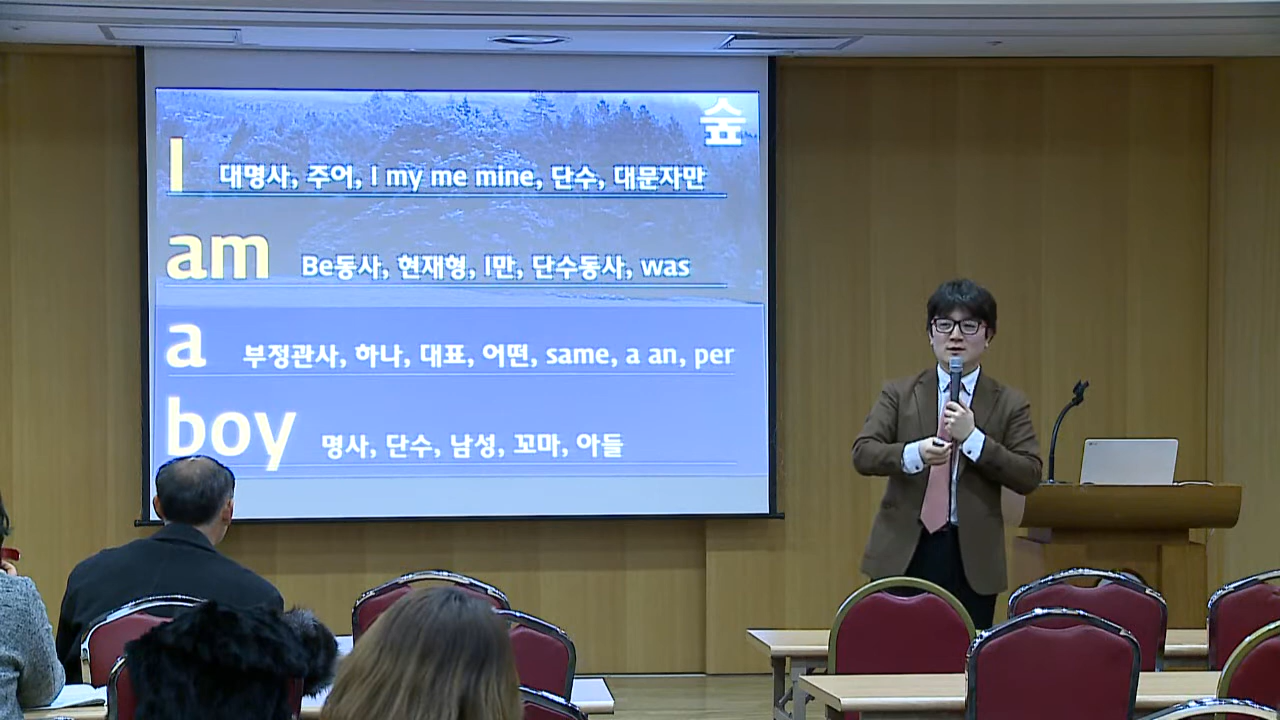 숲
I 대명사, 주어, I my me mine, 단수, 대문자만
am Be동사, 현재형, I만, 단수동사, was
a 부정관사, 하나, 대표, 어떤, same, a an, per
boy 명사, 단수, 남성, 꼬마, 아들